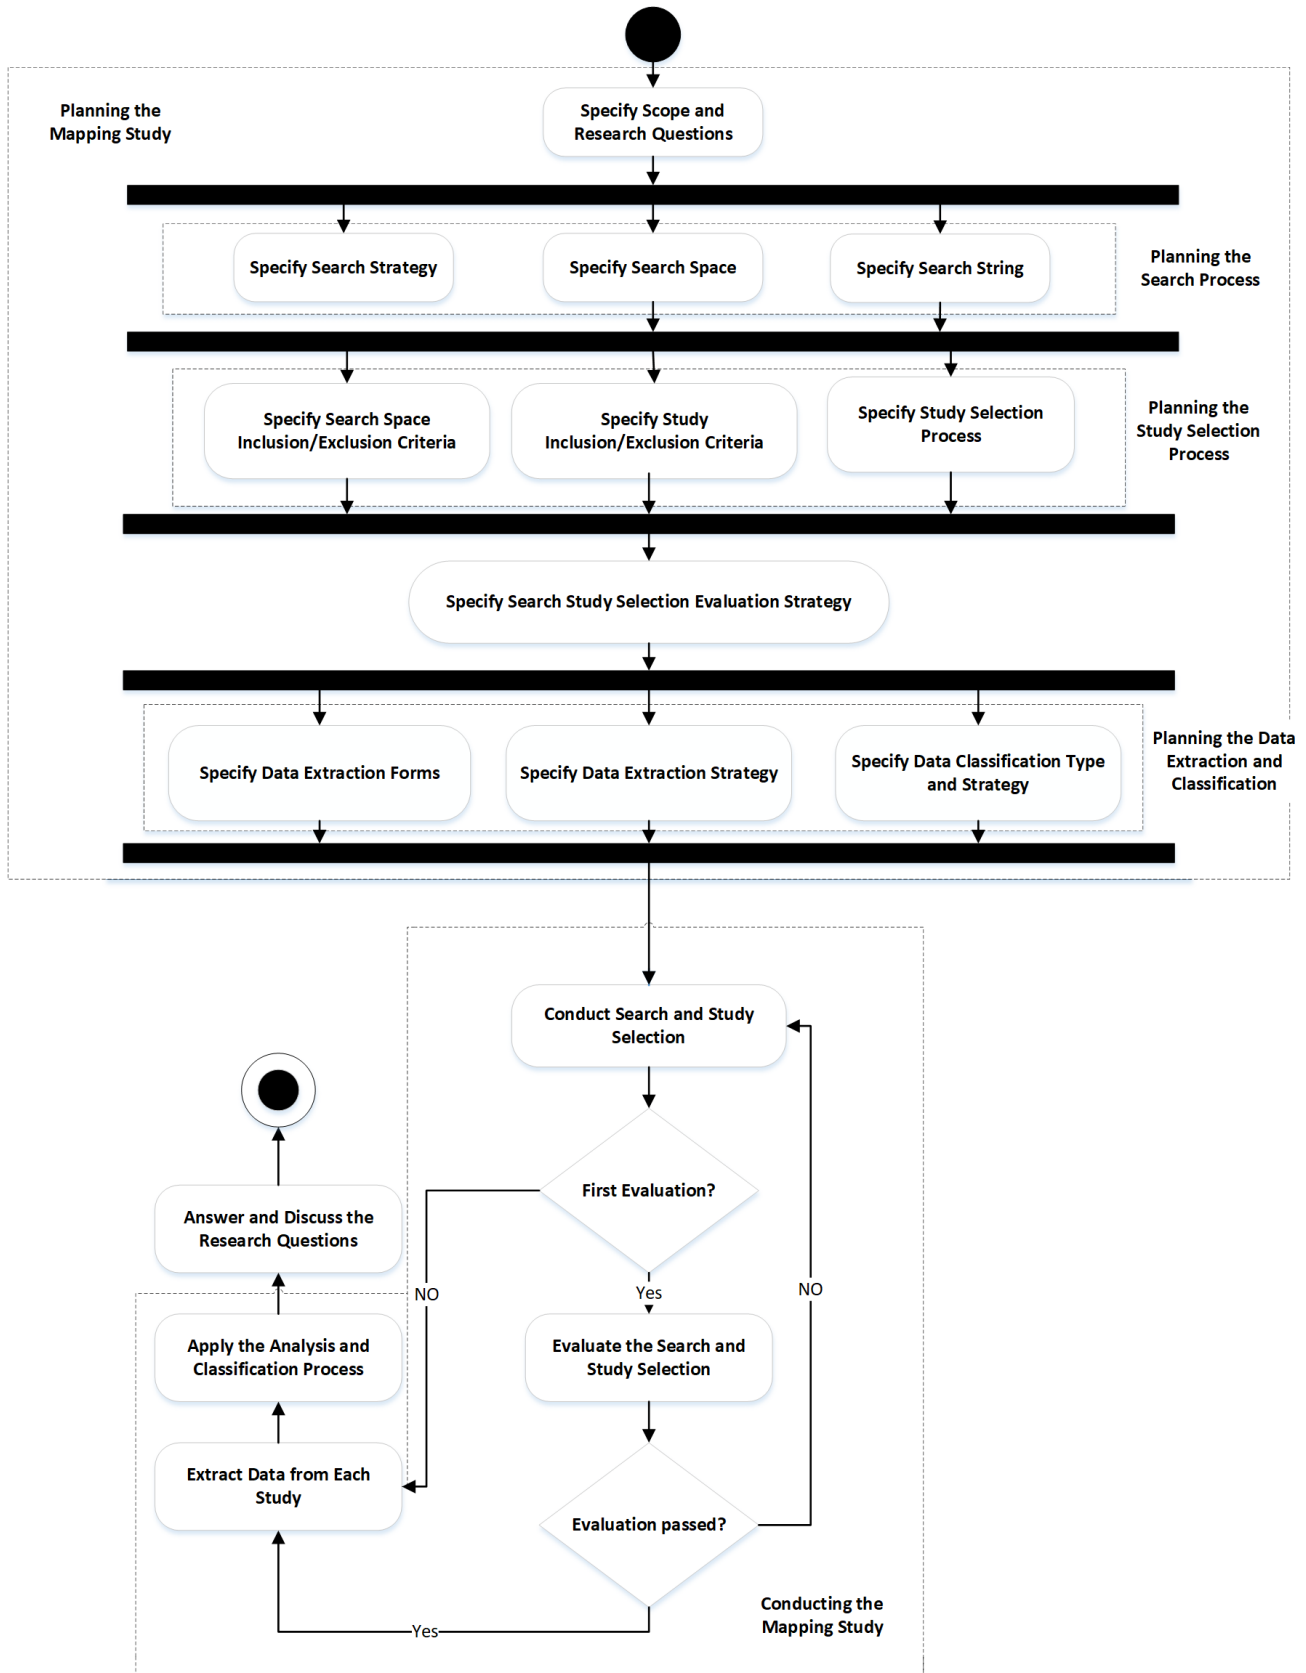 Planning the
Mapping Study
Specify Scope and
Research Questions
Specify Search Strategy
Specify Search Space
Specify Search String
Planning the
Search Process
Specify Search Space
Inclusion/Exclusion Criteria
Specify Study
Inclusion/Exclusion Criteria
Specify Study Selection
Process
Planning the
Study Selection
Process
Specify Search Study Selection Evaluation Strategy
Specify Data Extraction Forms
Specify Data Extraction Strategy
Specify Data Classification Type
and Strategy
Planning the Data
Extraction and
Classification
Conduct Search and Study
Selection
First Evaluation?
Answer and Discuss the
Research Questions
NO
Yes
NO
Apply the Analysis and
Classification Process
Evaluate the Search and
Study Selection
Extract Data from Each
Study
Evaluation passed?
Conducting the
Mapping Study
Yes